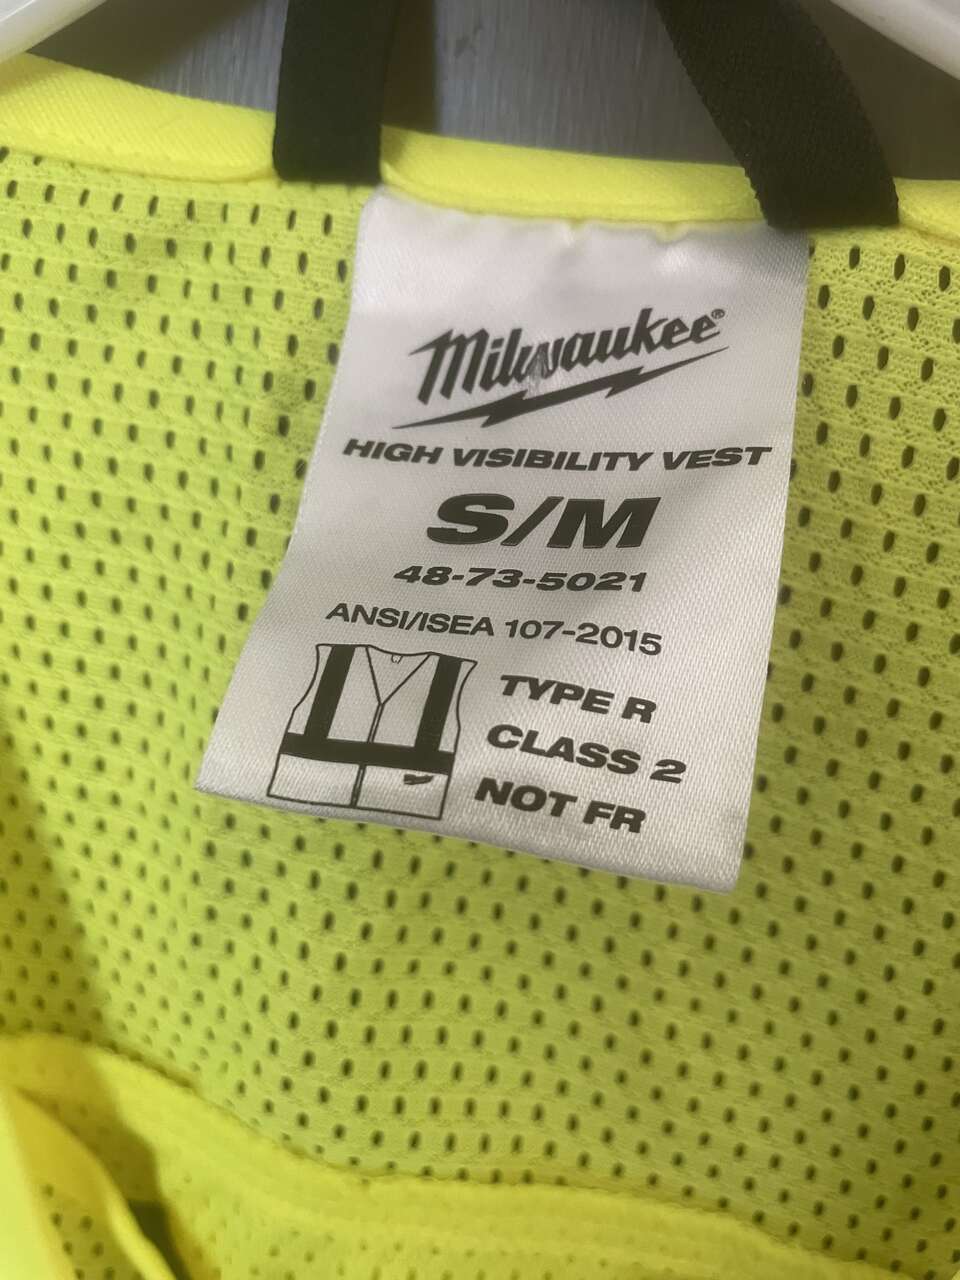 Milwaukee®
HIGH VISIBILITY VEST
S/M
48-73-5021
ANSI/ISEA 107-2015
TYPE R
CLASS 2
NOT FR